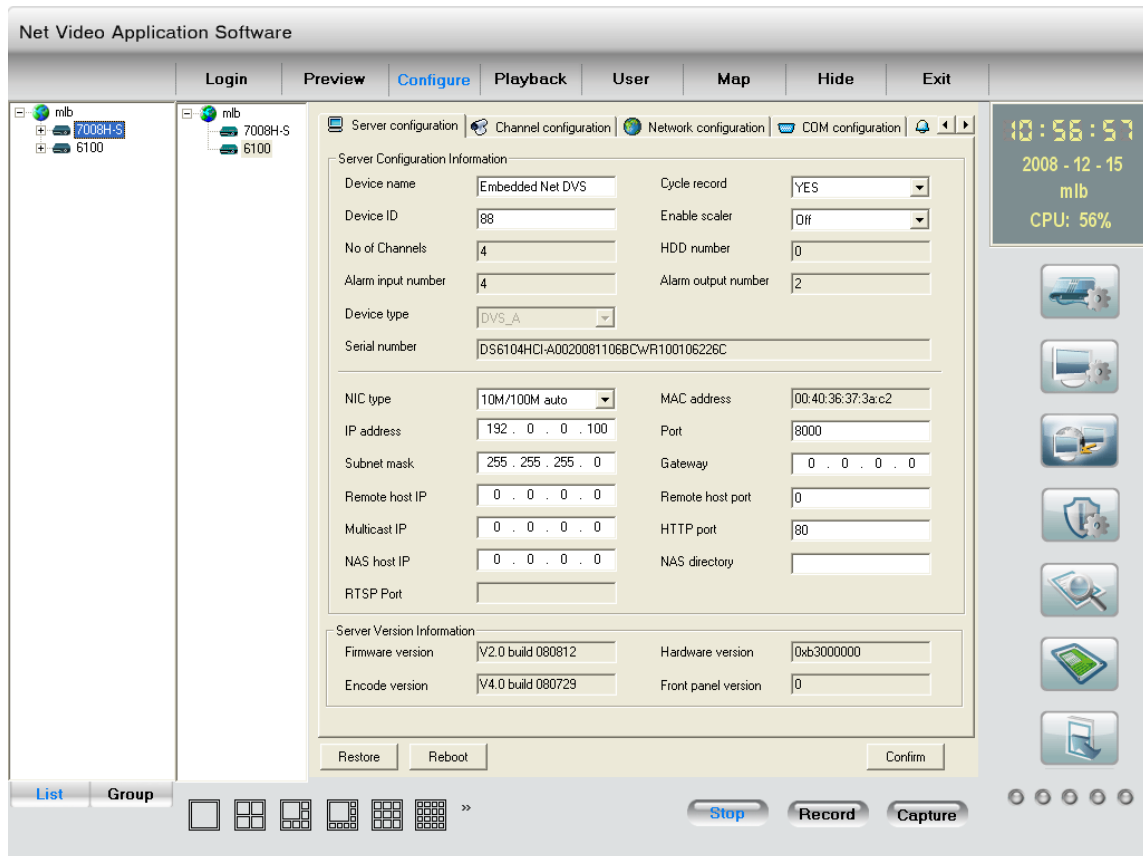 Net Video Application Software
Login Preview Configure Playback User Map Hide Exit
mlb
7008H-S
6100
mlb
7008H-S
6100
Server configuration Channel configuration Network configuration COM configuration
10:56:57
2008 - 12 - 15
mlb
CPU: 56%
Server Configuration Information
Device name Embedded Net DVS Cycle record YES
Device ID 88 Enable scaler Off
No of Channels 4 HDD number 0
Alarm input number 4 Alarm output number 2
Device type DVS_A
Serial number DS6104HCI-A0020081106BCWR100106226C
NIC type 10M/100M auto MAC address 00:40:36:37:3a:c2
IP address 192 . 0 . 0 . 100 Port 8000
Subnet mask 255 . 255 . 255 . 0 Gateway 0 . 0 . 0 . 0
Remote host IP 0 . 0 . 0 . 0 Remote host port 0
Multicast IP 0 . 0 . 0 . 0 HTTP port 80
NAS host IP 0 . 0 . 0 . 0 NAS directory
RTSP Port
Server Version Information
Firmware version V2.0 build 080812 Hardware version 0xb3000000
Encode version V4.0 build 080729 Front panel version 0
Restore Reboot Confirm
List Group
» Stop Record Capture